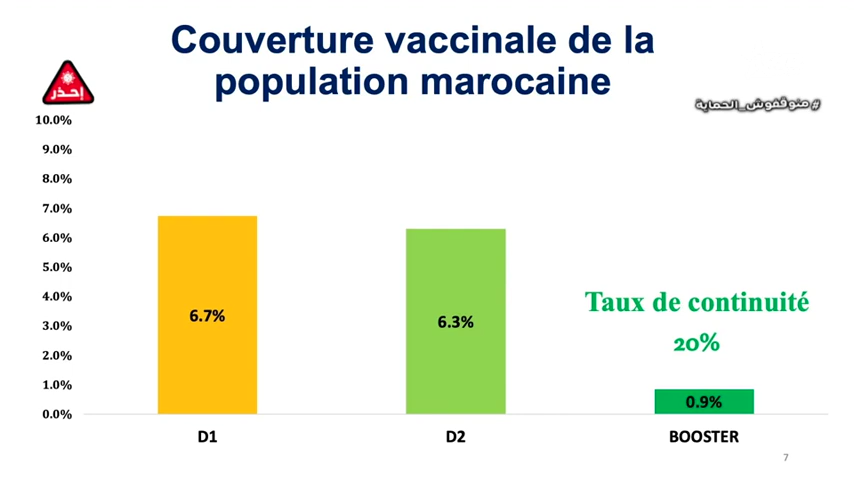 Couverture vaccinale de la
population marocaine
إحذر
#منوقفوش_الحماية
10.0%
9.0%
8.0%
7.0%
6.0%
5.0%
4.0%
3.0%
2.0%
1.0%
0.0%
6.7%
6.3%
Taux de continuité
20%
0.9%
D1
D2
BOOSTER
7